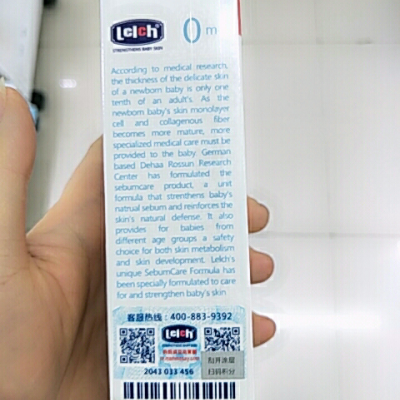 Lelch
STRENGTHENS BABY SKIN
0 m
According to medical research,
the thickness of the delicate skin
of a newborn baby is only one
tenth of an adult's. As the
newborn baby's skin monolayer
cell and collagenous fiber
becomes more mature, more
specialized medical care must be
provided to the baby. German
based Dehaa Rossun Research
Center has formulated the
sebumcare product, a unit
formula that strenthens baby's
natrual sebum and reinforces the
skin's natural defense. It also
provides for babies from
different age groups a safety
choice for both skin metabolism
and skin development. Lelch's
unique SebumCare Formula has
been specially formulated to care
for and strengthen baby's skin
客服热线：400-883-9392
Lelch
刮开涂层
扫码积分
2043 033 456